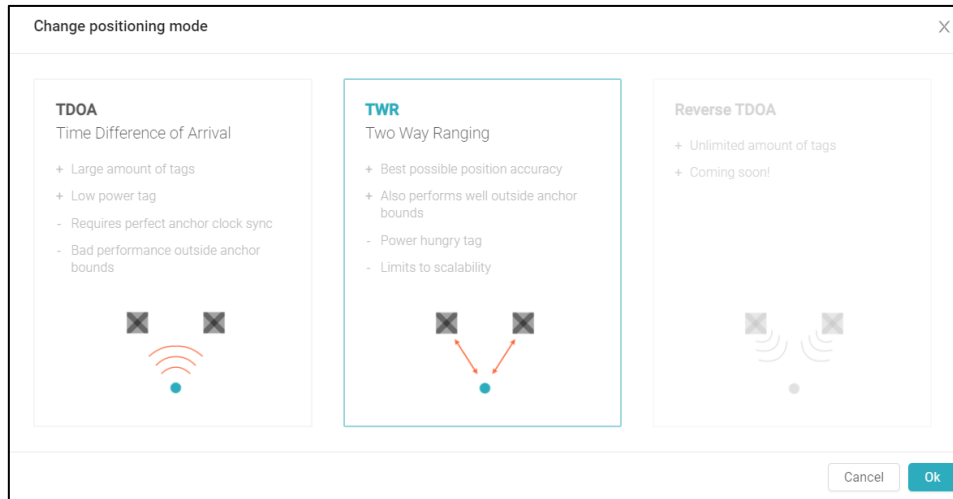 Change positioning mode
X
TDOA
Time Difference of Arrival
+ Large amount of tags
+ Low power tag
- Requires perfect anchor clock sync
- Bad performance outside anchor
bounds
TWR
Two Way Ranging
+ Best possible position accuracy
+ Also performs well outside anchor
bounds
- Power hungry tag
- Limits to scalability
Reverse TDOA
+ Unlimited amount of tags
+ Coming soon!
Cancel
Ok